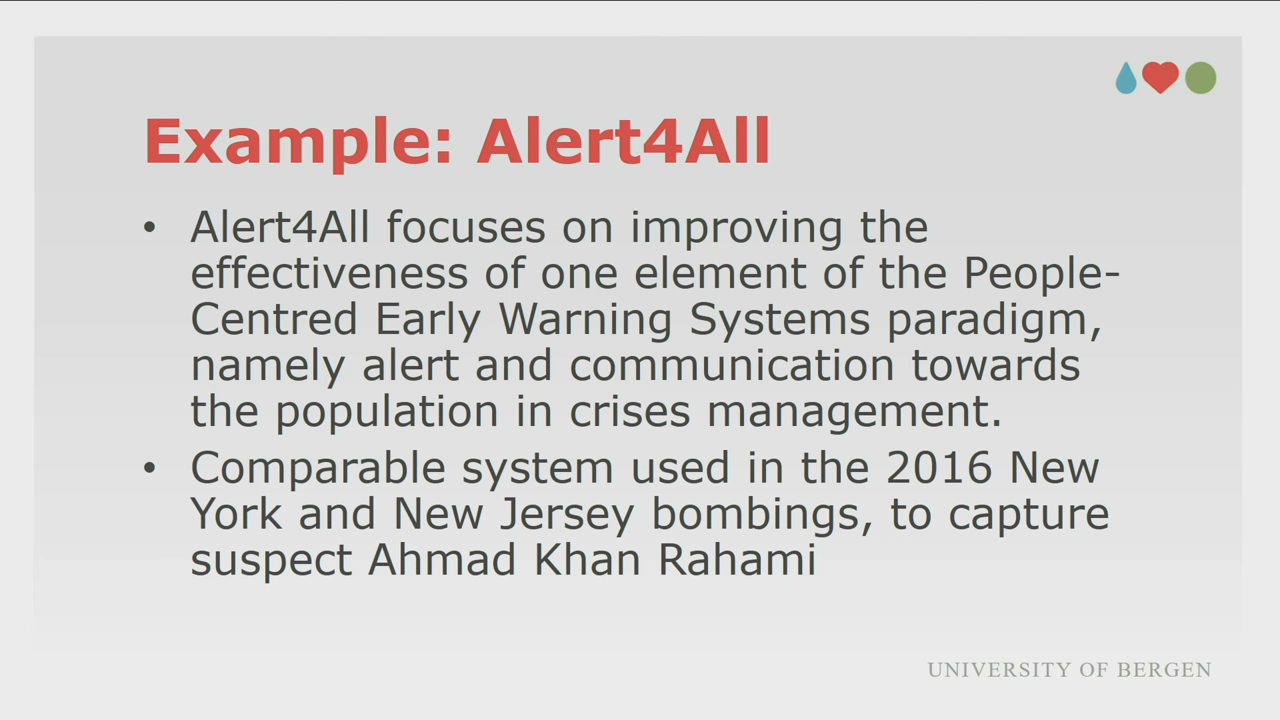 Example: Alert4All
• Alert4All focuses on improving the
effectiveness of one element of the People-
Centred Early Warning Systems paradigm,
namely alert and communication towards
the population in crises management.
• Comparable system used in the 2016 New
York and New Jersey bombings, to capture
suspect Ahmad Khan Rahami
UNIVERSITY OF BERGEN